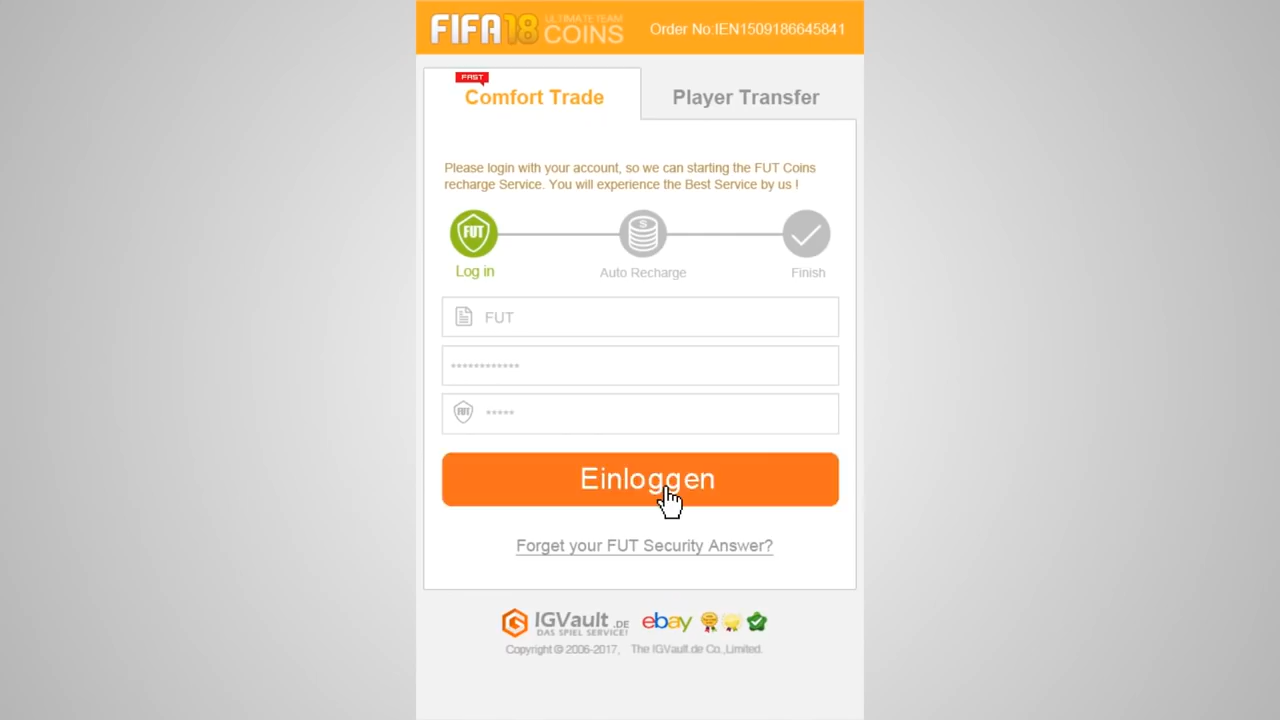 FIFA 18 ULTIMATE TEAM COINS Order No:IEN1509186645841
FAST
Comfort Trade Player Transfer
Please login with your account, so we can starting the FUT Coins
recharge Service. You will experience the Best Service by us !
FUT
Log in Auto Recharge Finish
FUT
************
FUT *****
Einloggen
Forget your FUT Security Answer?
IGVault.DE ebay
DAS SPIEL SERVICE!
Copyright © 2006-2017, The IGVault.de Co.,Limited.